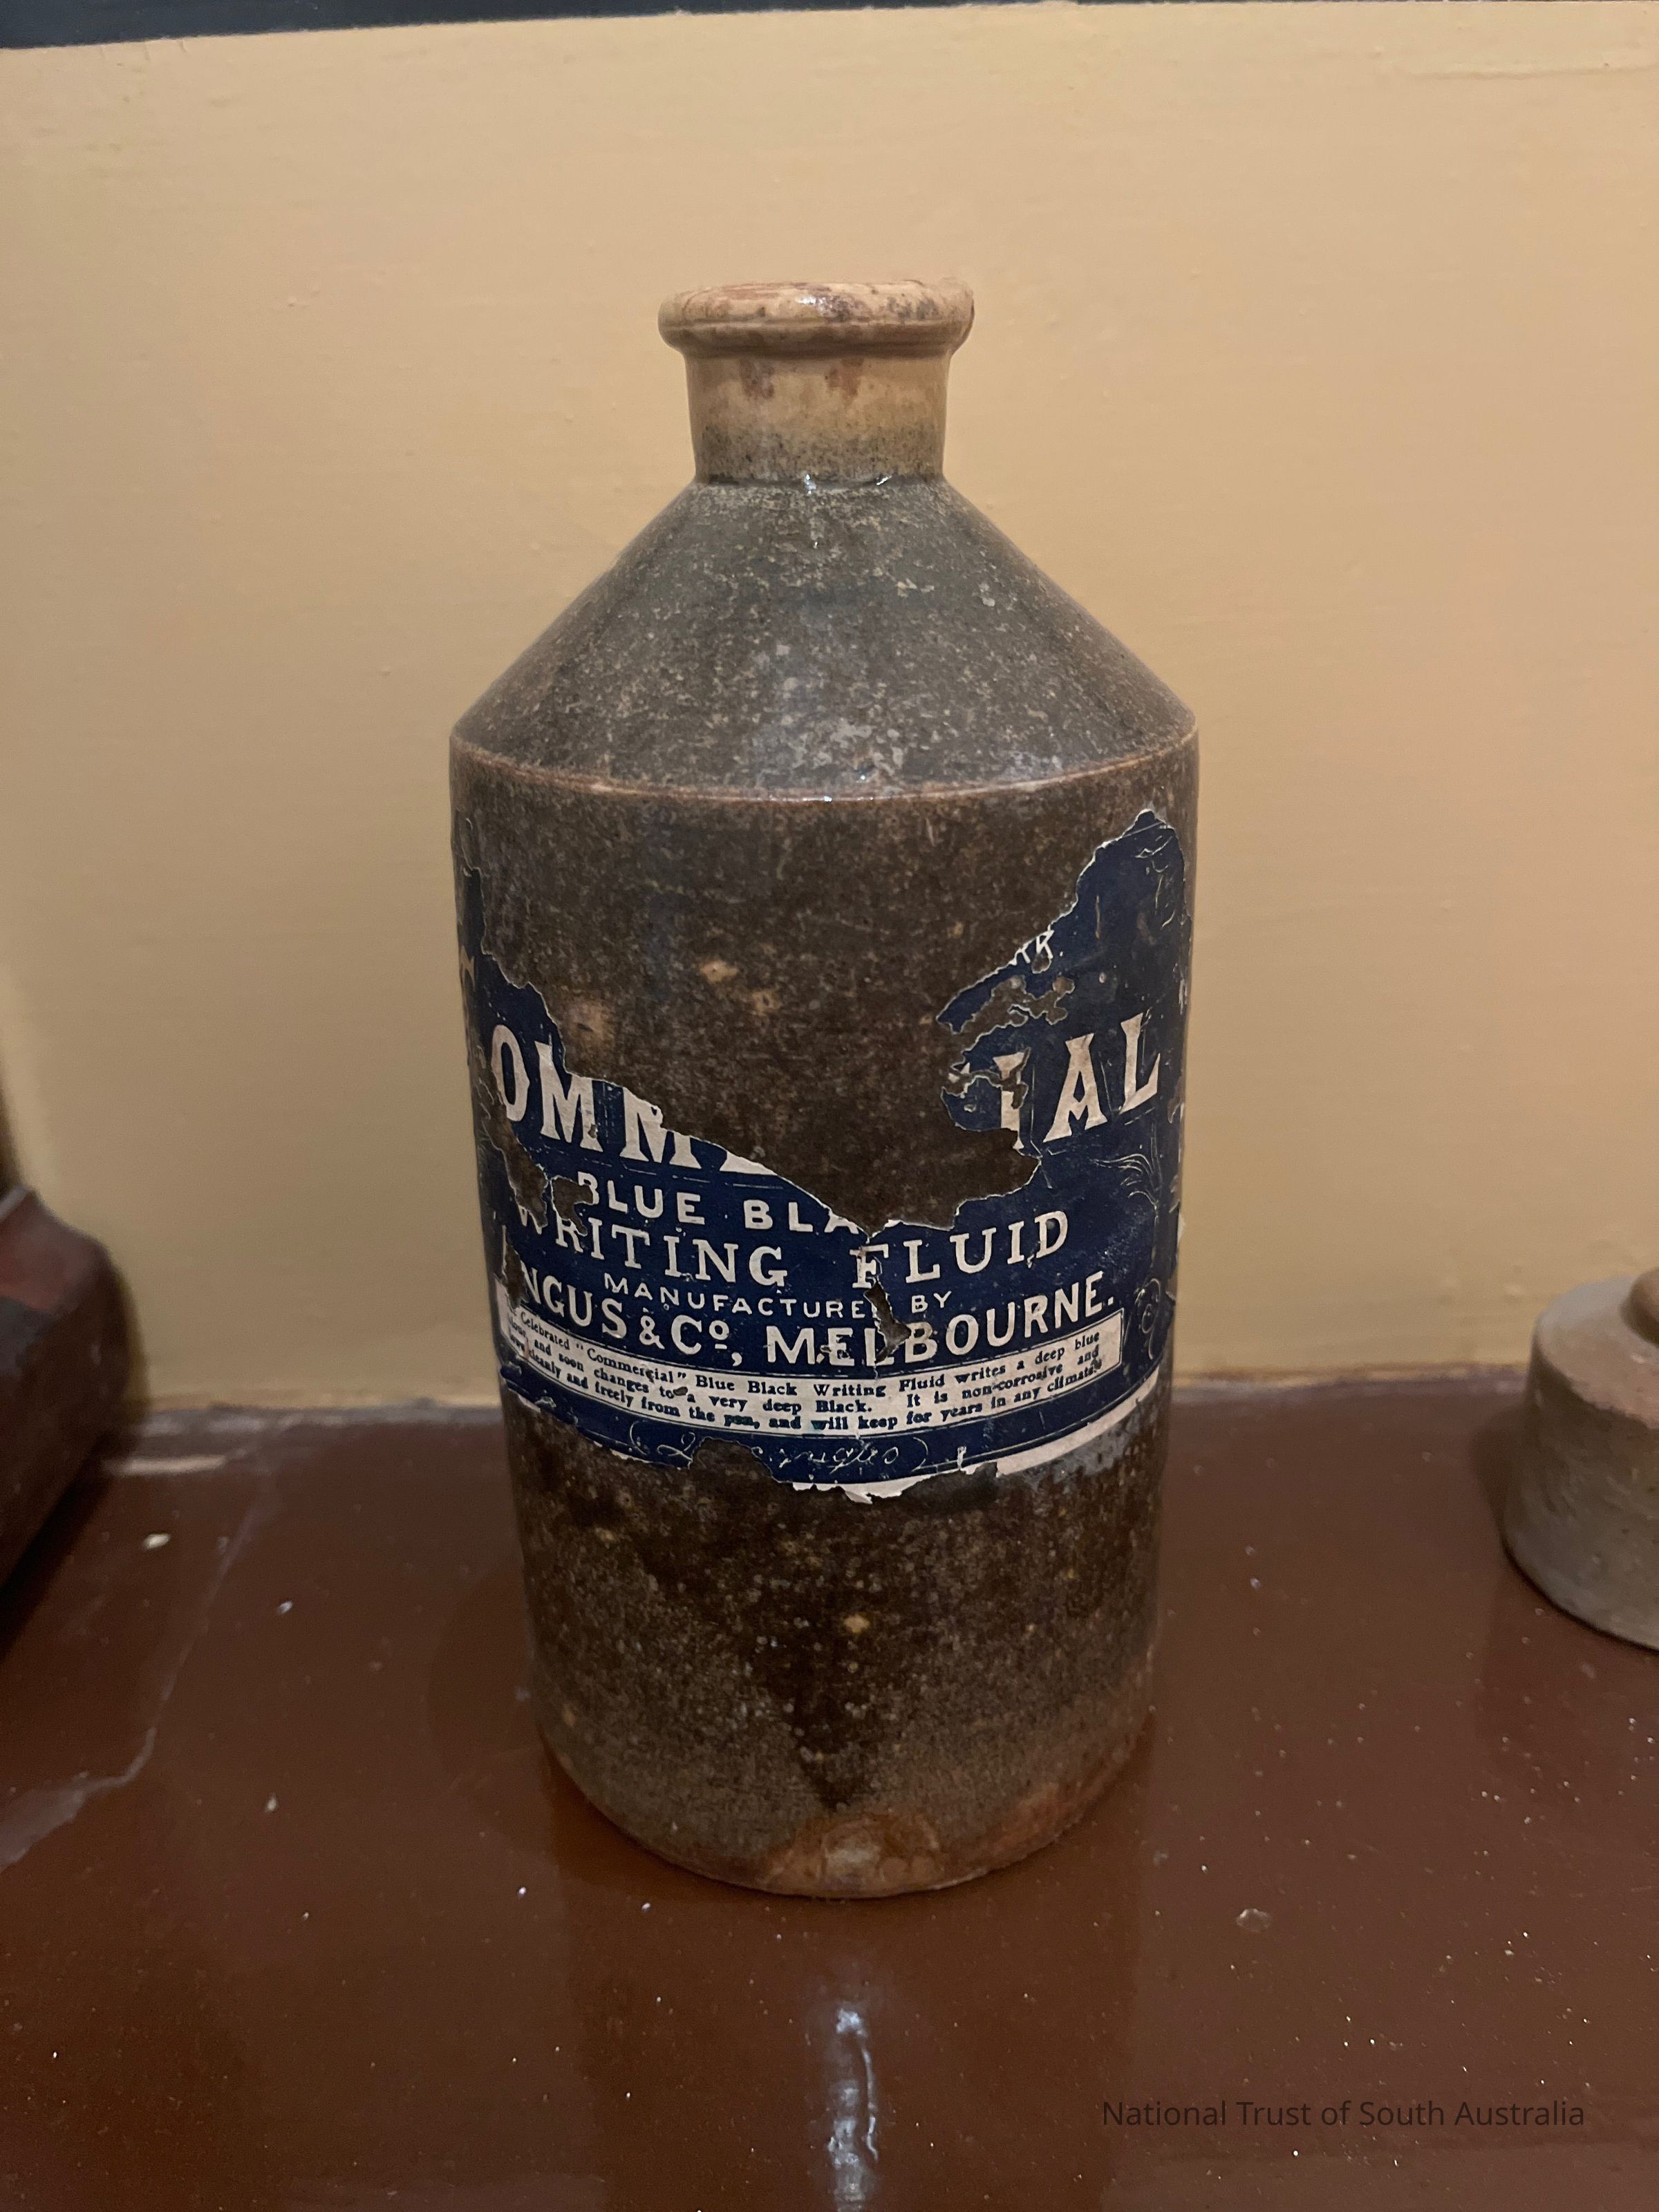 RK
OMM IAL
BLUE BLA
WRITING FLUID
MANUFACTURED BY
NGUS & Co, MELBOURNE.
Celebrated "Commercial" Blue Black Writing Fluid writes a deep blue
and soon changes to a very deep Black. It is non-corrosive and
cleanly and freely from the pen, and will keep for years in any climate.
National Trust of South Australia